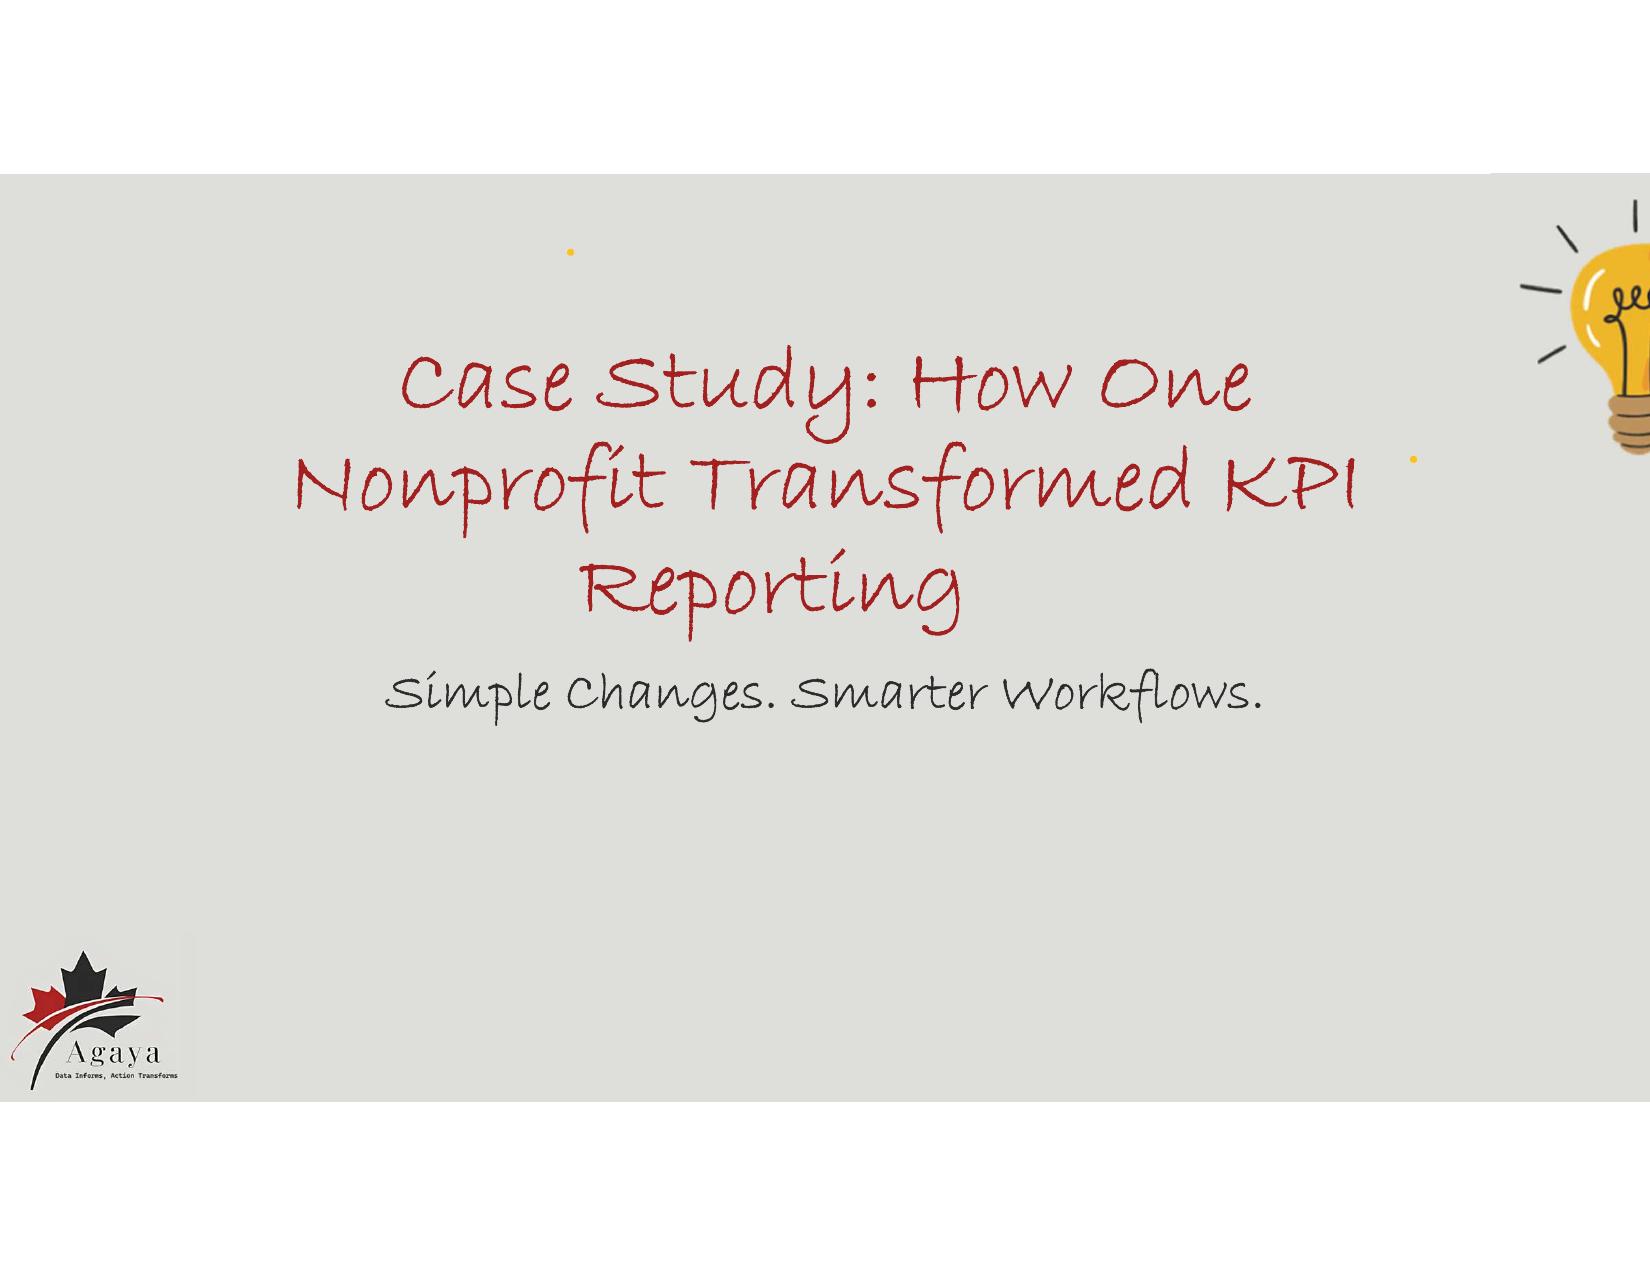 Case Study: How One
Nonprofit Transformed KPI
Reporting
Simple Changes. Smarter Workflows.
Agaya
Data Informs, Action Transforms